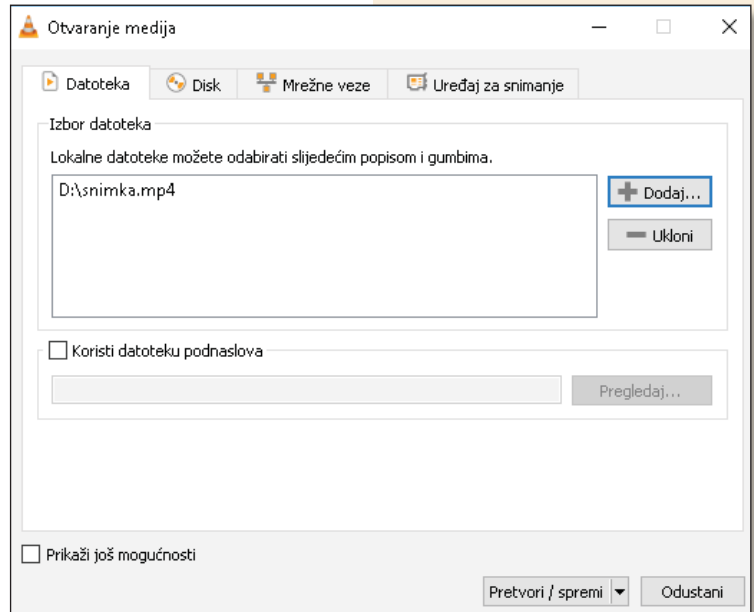 Otvaranje medija
Datoteka Disk Mrežne veze Uređaj za snimanje
Izbor datoteka
Lokalne datoteke možete odabirati slijedećim popisom i gumbima.
D:\snimka.mp4
Dodaj...
Ukloni
Koristi datoteku podnaslova
Pregledaj...
Prikaži još mogućnosti
Pretvori / spremi Odustani